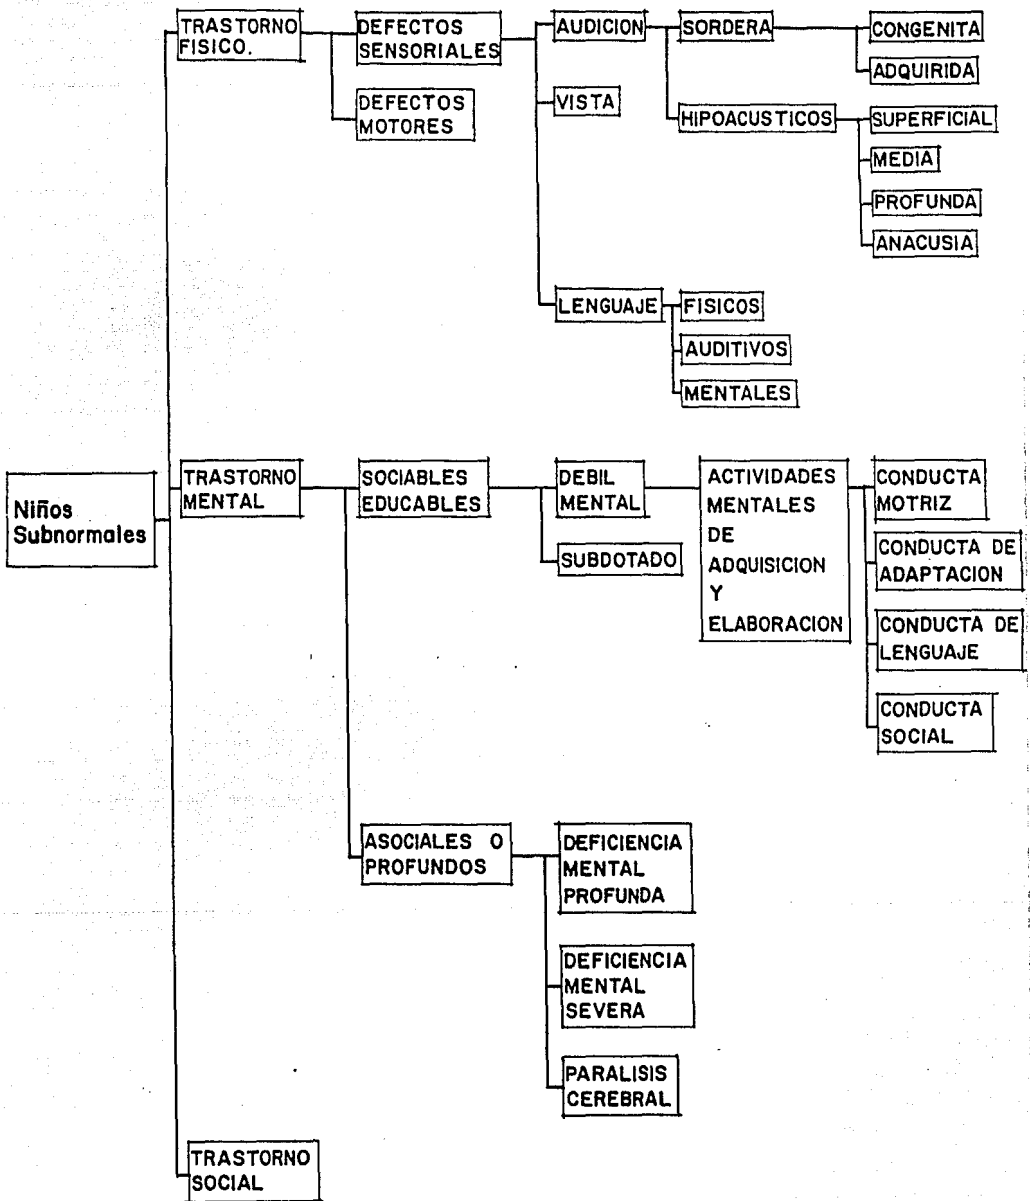 Niños
Subnormales
TRASTORNO
FISICO.
DEFECTOS
SENSORIALES
AUDICION
SORDERA
CONGENITA
ADQUIRIDA
HIPOACUSTICOS
SUPERFICIAL
MEDIA
PROFUNDA
ANACUSIA
VISTA
LENGUAJE
FISICOS
AUDITIVOS
MENTALES
DEFECTOS
MOTORES
TRASTORNO
MENTAL
SOCIABLES
EDUCABLES
DEBIL
MENTAL
ACTIVIDADES
MENTALES
DE
ADQUISICION
Y
ELABORACION
CONDUCTA
MOTRIZ
CONDUCTA DE
ADAPTACION
CONDUCTA DE
LENGUAJE
CONDUCTA
SOCIAL
SUBDOTADO
ASOCIALES O
PROFUNDOS
DEFICIENCIA
MENTAL
PROFUNDA
DEFICIENCIA
MENTAL
SEVERA
PARALISIS
CEREBRAL
TRASTORNO
SOCIAL